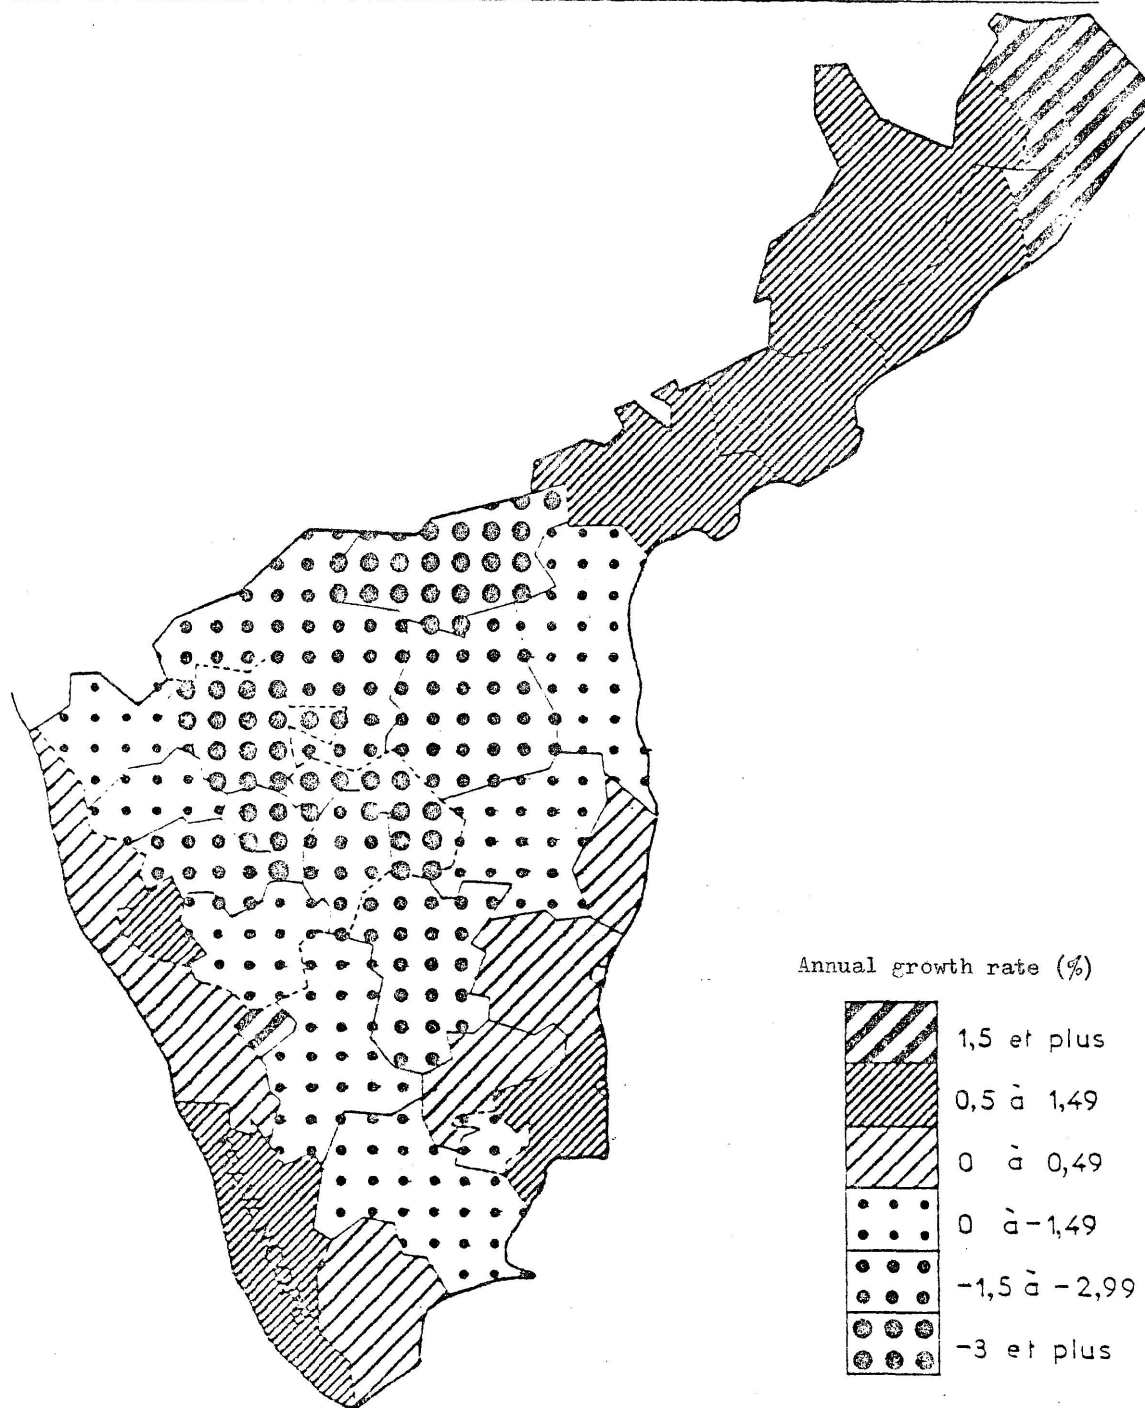 Annual growth rate (%)
1,5 et plus
0,5 à 1,49
0 à 0,49
0 à -1,49
-1,5 à -2,99
-3 et plus